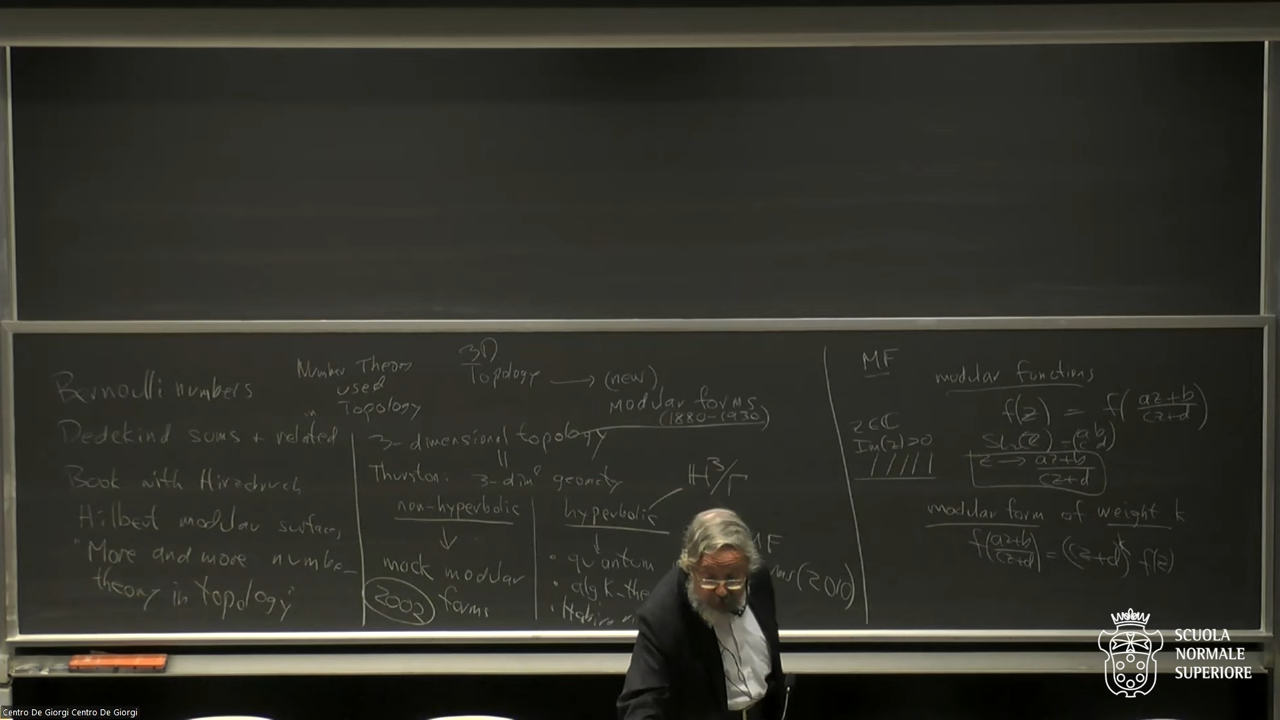 Bernoulli numbers
Dedekind sums + related
Book with Hirzebruch
Hilbert modular surfaces
"More and more number
theory in topology"
Number Theory
used
in
Topology
3D
Topology → (new)
modular forms
(1880-1930)
3-dimensional topology
=
Thurston: 3-dim'l geometry
non-hyperbolic
↓
mock modular
forms
2002
hyperbolic
H³/Γ
↓
• quantum MF
• alg K-the
• Habiro
(2010)
MF
z∈ℂ
Im(z)>0
modular functions
f(z) = f(az+b/cz+d)
z → az+b/cz+d
modular form of weight k
f(az+b/cz+d) = (cz+d)^k f(z)
SCUOLA
NORMALE
SUPERIORE
Centro De Giorgi Centro De Giorgi